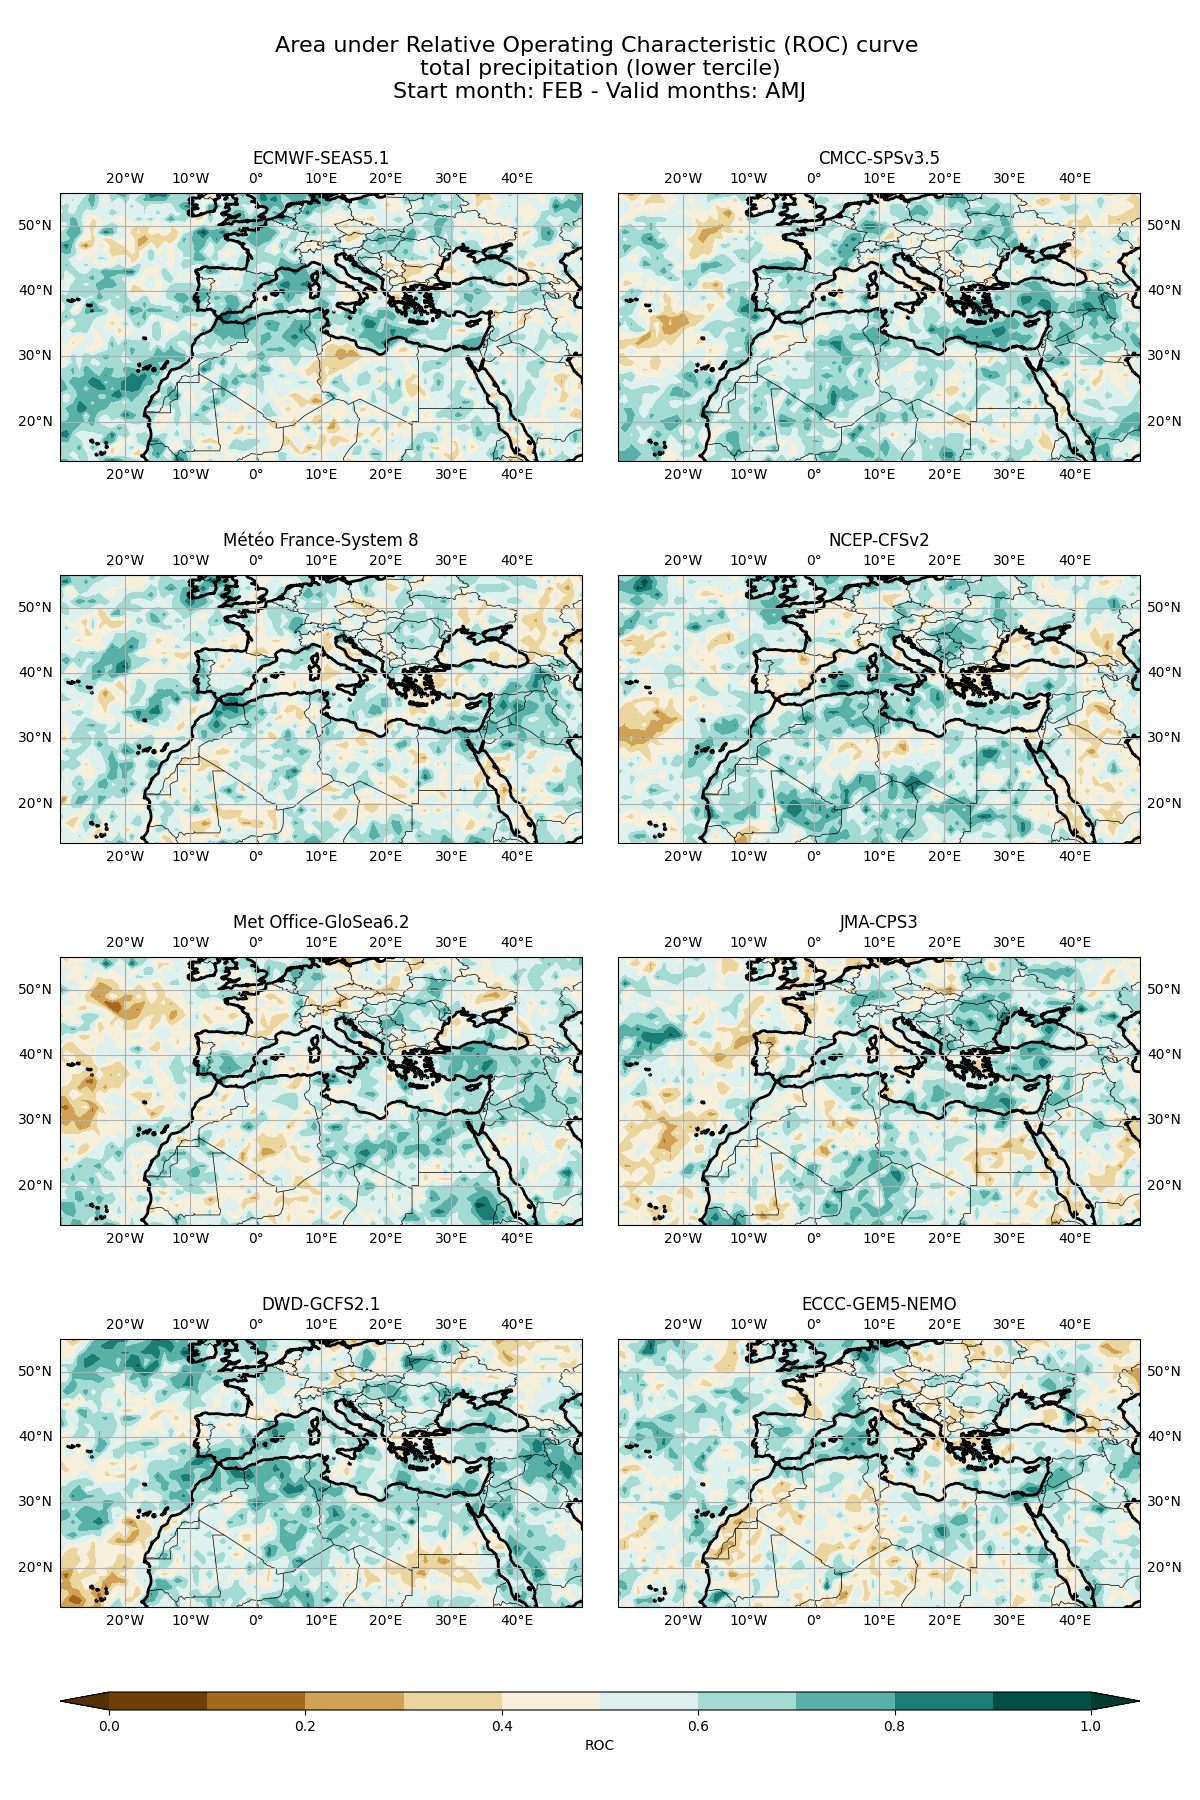 Area under Relative Operating Characteristic (ROC) curve
total precipitation (lower tercile)
Start month: FEB - Valid months: AMJ
ECMWF-SEAS5.1
20°W 10°W 0° 10°E 20°E 30°E 40°E
50°N
40°N
30°N
20°N
20°W 10°W 0° 10°E 20°E 30°E 40°E
CMCC-SPSv3.5
20°W 10°W 0° 10°E 20°E 30°E 40°E
50°N
40°N
30°N
20°N
20°W 10°W 0° 10°E 20°E 30°E 40°E
Météo France-System 8
20°W 10°W 0° 10°E 20°E 30°E 40°E
50°N
40°N
30°N
20°N
20°W 10°W 0° 10°E 20°E 30°E 40°E
NCEP-CFSv2
20°W 10°W 0° 10°E 20°E 30°E 40°E
50°N
40°N
30°N
20°N
20°W 10°W 0° 10°E 20°E 30°E 40°E
Met Office-GloSea6.2
20°W 10°W 0° 10°E 20°E 30°E 40°E
50°N
40°N
30°N
20°N
20°W 10°W 0° 10°E 20°E 30°E 40°E
JMA-CPS3
20°W 10°W 0° 10°E 20°E 30°E 40°E
50°N
40°N
30°N
20°N
20°W 10°W 0° 10°E 20°E 30°E 40°E
DWD-GCFS2.1
20°W 10°W 0° 10°E 20°E 30°E 40°E
50°N
40°N
30°N
20°N
20°W 10°W 0° 10°E 20°E 30°E 40°E
ECCC-GEM5-NEMO
20°W 10°W 0° 10°E 20°E 30°E 40°E
50°N
40°N
30°N
20°N
20°W 10°W 0° 10°E 20°E 30°E 40°E
0.0 0.2 0.4 0.6 0.8 1.0
ROC